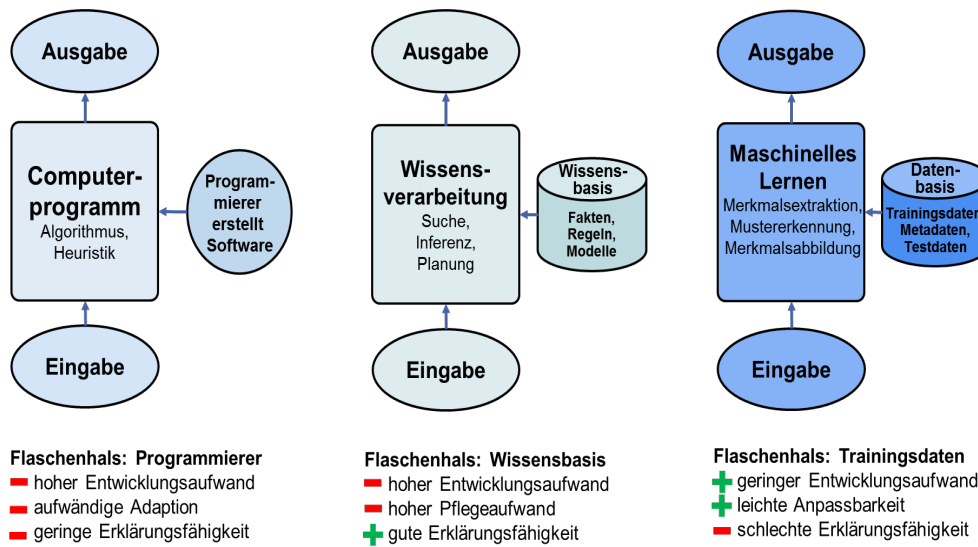 Ausgabe
Computer-
programm
Algorithmus,
Heuristik
Program-
mierer
erstellt
Software
Eingabe
Flaschenhals: Programmierer
hoher Entwicklungsaufwand
aufwändige Adaption
geringe Erklärungsfähigkeit
Ausgabe
Wissens-
verarbeitung
Suche,
Inferenz,
Planung
Wissens-
basis
Fakten,
Regeln,
Modelle
Eingabe
Flaschenhals: Wissensbasis
hoher Entwicklungsaufwand
hoher Pflegeaufwand
gute Erklärungsfähigkeit
Ausgabe
Maschinelles
Lernen
Merkmalsextraktion,
Mustererkennung,
Merkmalsabbildung
Daten-
basis
Trainingsdaten
Metadaten,
Testdaten
Eingabe
Flaschenhals: Trainingsdaten
geringer Entwicklungsaufwand
leichte Anpassbarkeit
schlechte Erklärungsfähigkeit